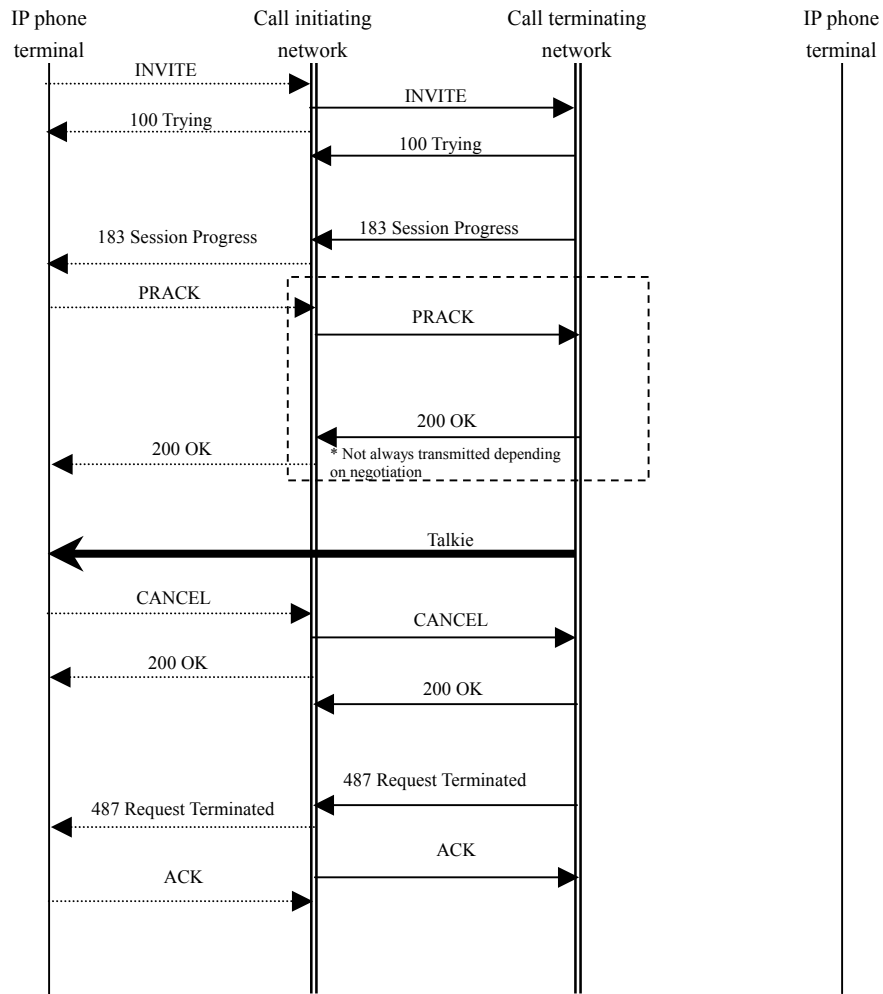 IP phone
terminal
Call initiating
network
Call terminating
network
IP phone
terminal
INVITE
INVITE
100 Trying
100 Trying
183 Session Progress
183 Session Progress
PRACK
PRACK
200 OK
200 OK
* Not always transmitted depending
on negotiation
Talkie
CANCEL
CANCEL
200 OK
200 OK
487 Request Terminated
487 Request Terminated
ACK
ACK